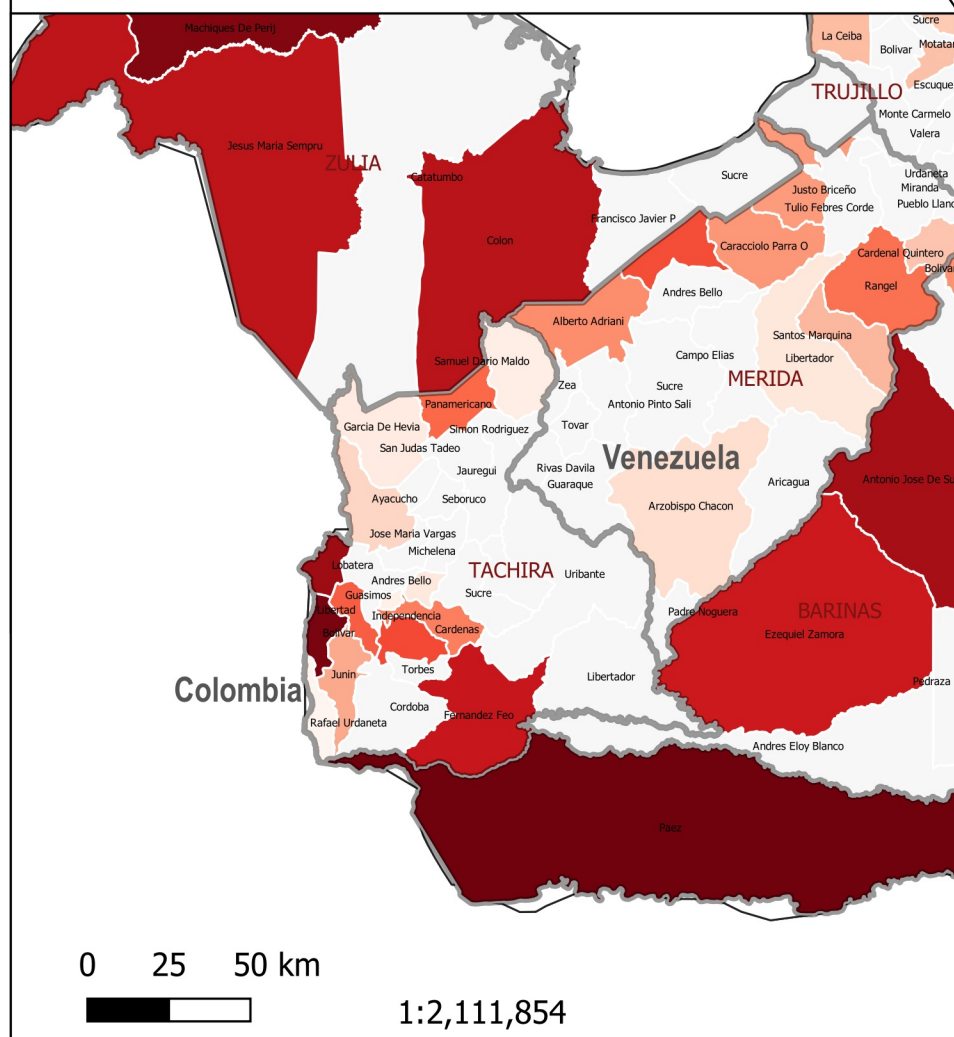 Machiques De Perij
La Ceiba
Sucre
Bolivar
Motatan
Escuque
TRUJILLO
Monte Carmelo
Valera
Jesus Maria Sempru
ZULIA
Catatumbo
Sucre
Urdaneta
Miranda
Justo Briceño
Pueblo Llano
Tulio Febres Corde
Francisco Javier P
Colon
Caracciolo Parra O
Cardenal Quintero
Bolivar
Rangel
Andres Bello
Alberto Adriani
Santos Marquina
Campo Elias
Libertador
Samuel Dario Maldo
MERIDA
Zea
Sucre
Panamericano
Antonio Pinto Sali
Garcia De Hevia
Simon Rodriguez
Tovar
San Judas Tadeo
Venezuela
Jauregui
Rivas Davila
Guaraque
Aricagua
Antonio Jose De Su
Ayacucho
Seboruco
Arzobispo Chacon
Jose Maria Vargas
Michelena
Lobatera
TACHIRA
Uribante
Andres Bello
Guasimos
Sucre
Libertad
Independencia
Padre Noguera
BARINAS
Bolivar
Cardenas
Ezequiel Zamora
Junin
Torbes
Libertador
Pedraza
Colombia
Cordoba
Rafael Urdaneta
Fernandez Feo
Andres Eloy Blanco
Paez
0 25 50 km
1:2,111,854